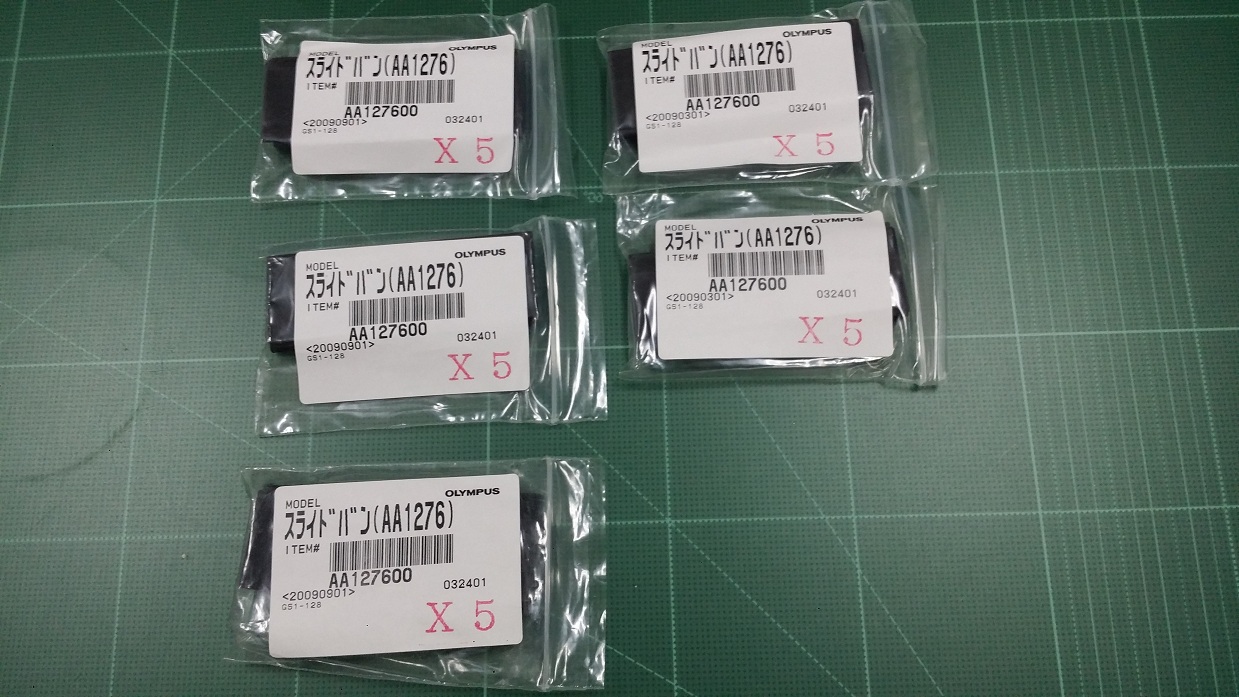 OLYMPUS
MODEL
スライドバン(AA1276)
ITEM#
AA127600
<20090901>
032401
GS1-128
X 5
OLYMPUS
MODEL
スライドバン(AA1276)
ITEM#
AA127600
<20090301>
032401
GS1-128
X 5
OLYMPUS
MODEL
スライドバン(AA1276)
ITEM#
AA127600
<20090901>
032401
GS1-128
X 5
OLYMPUS
MODEL
スライドバン(AA1276)
ITEM#
AA127600
<20090301>
032401
GS1-128
X 5
OLYMPUS
MODEL
スライドバン(AA1276)
ITEM#
AA127600
<20090901>
032401
GS1-128
X 5